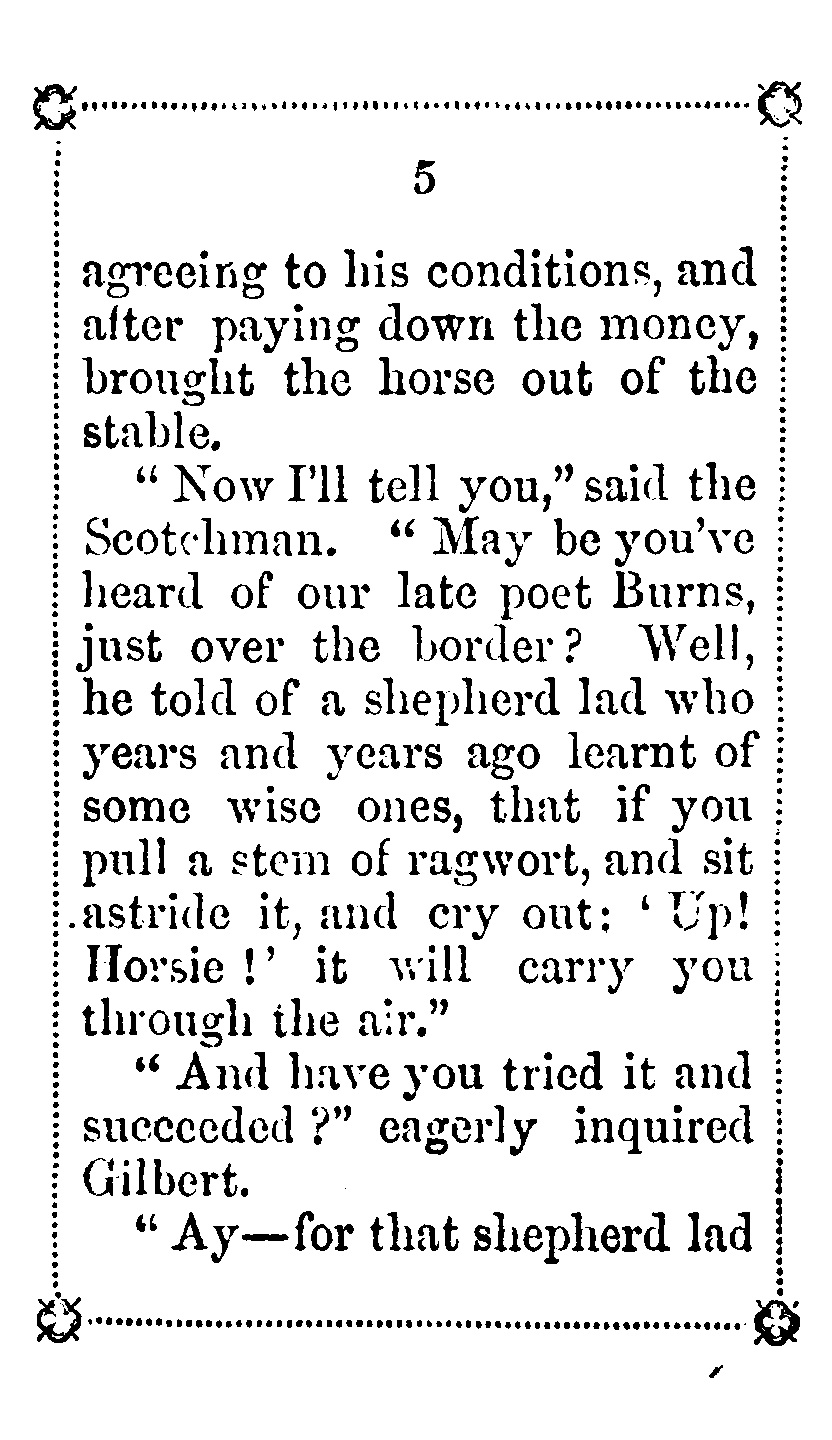 5
agreeing to his conditions, and
after paying down the money,
brought the horse out of the
stable.
“ Now I’ll tell you,” said the
Scotchman. “ May be you’ve
heard of our late poet Burns,
just over the border? Well,
he told of a shepherd lad who
years and years ago learnt of
some wise ones, that if you
pull a stem of ragwort, and sit
astride it, and cry out: ‘ Up!
Horsie !’ it will carry you
through the air.”
“ And have you tried it and
succeeded ?” eagerly inquired
Gilbert.
“ Ay—for that shepherd lad